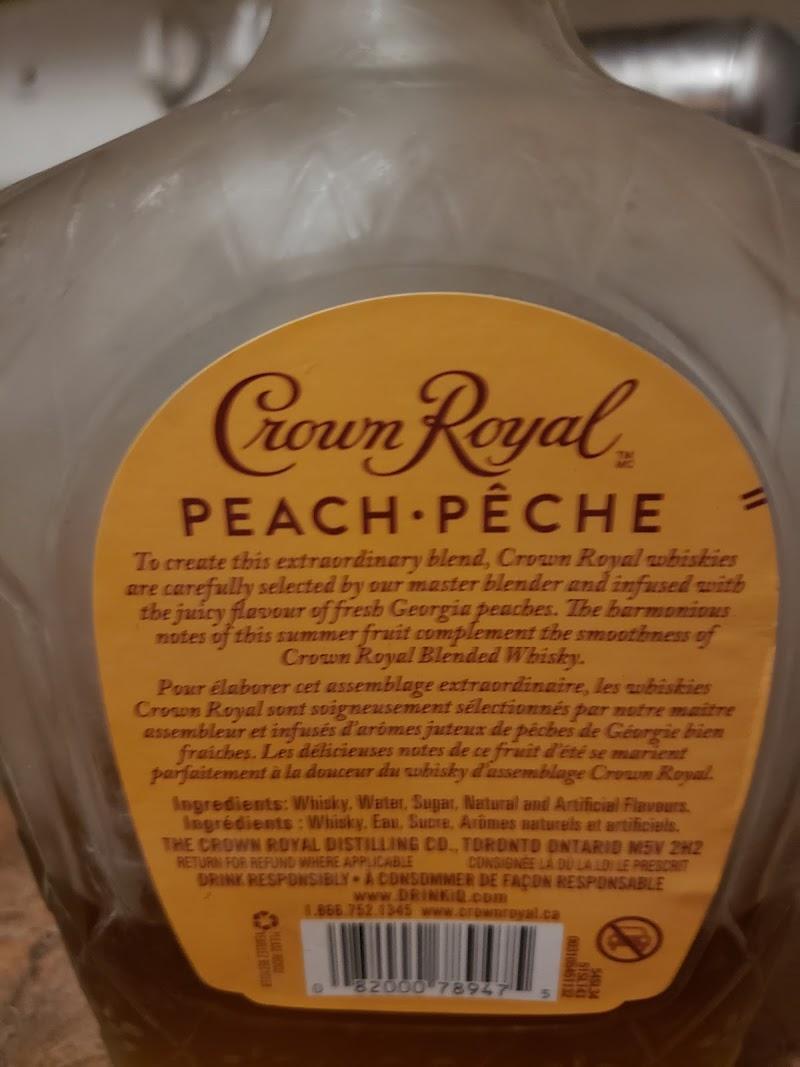 Crown Royal
TM
MC
PEACH·PÊCHE
To create this extraordinary blend, Crown Royal whiskies
are carefully selected by our master blender and infused with
the juicy flavour of fresh Georgia peaches. The harmonious
notes of this summer fruit complement the smoothness of
Crown Royal Blended Whisky.
Pour élaborer cet assemblage extraordinaire, les whiskies
Crown Royal sont soigneusement sélectionnés par notre maître
assembleur et infusés d'arômes juteux de pêches de Géorgie bien
fraîches. Les délicieuses notes de ce fruit d'été se marient
parfaitement à la douceur du whisky d'assemblage Crown Royal.
Ingredients: Whisky, Water, Sugar, Natural and Artificial Flavours.
Ingrédients : Whisky, Eau, Sucre, Arômes naturels et artificiels.
THE CROWN ROYAL DISTILLING CO., TORONTO ONTARIO M5V 2H2
RETURN FOR REFUND WHERE APPLICABLE CONSIGNÉE LÀ OÙ LA LOI LE PRESCRIT
DRINK RESPONSIBLY • À CONSOMMER DE FAÇON RESPONSABLE
www.DRINKiQ.com
1.866.752.1345 www.crownroyal.ca
0 82000 78947 5